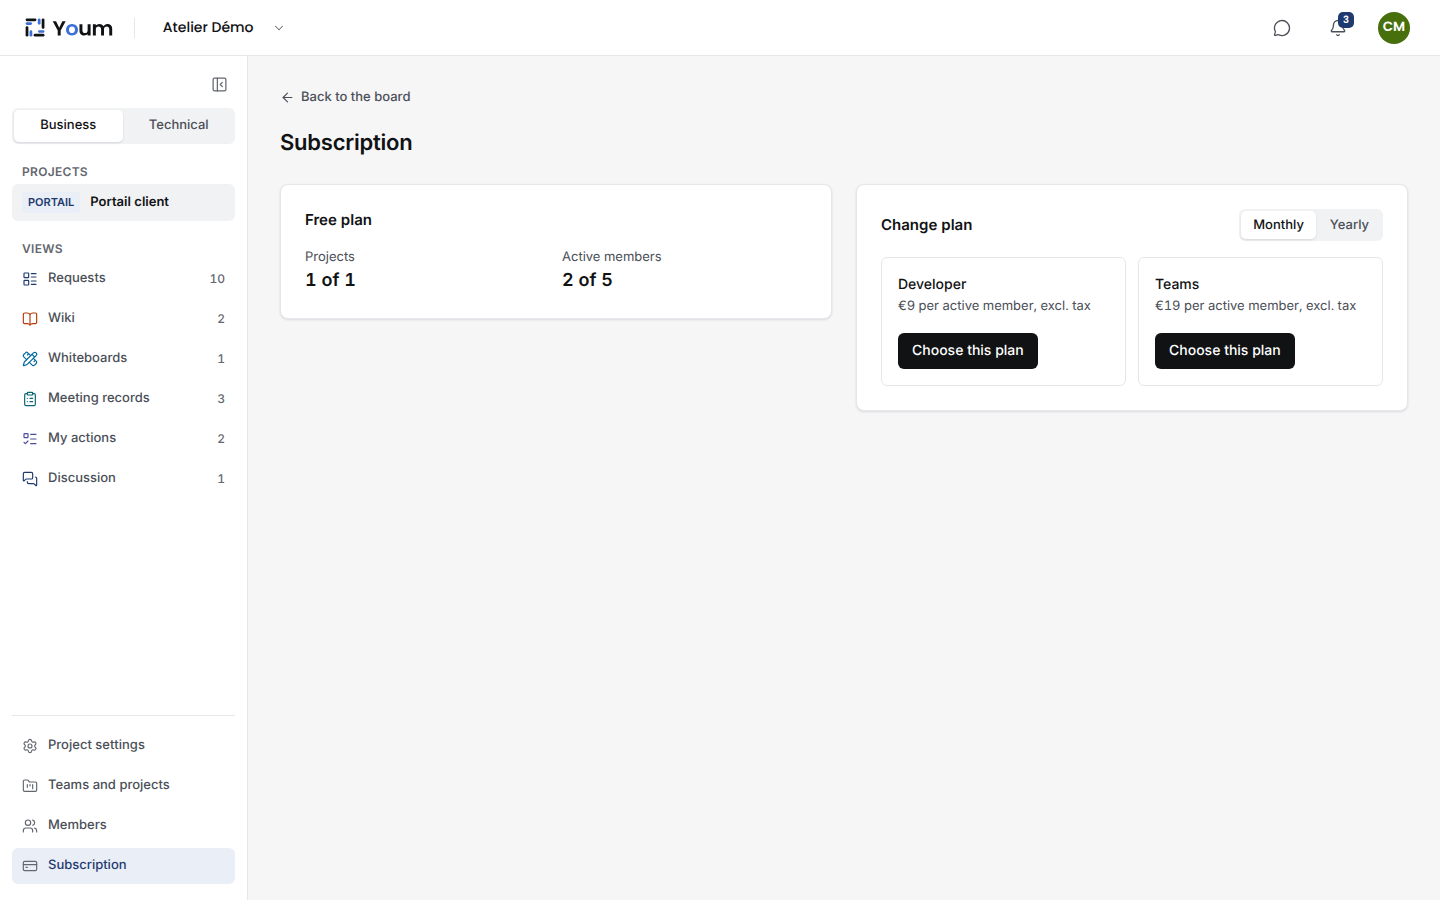 Youm
Atelier Démo
3
CM
Business
Technical
PROJECTS
PORTAIL
Portail client
VIEWS
Requests
10
Wiki
2
Whiteboards
1
Meeting records
3
My actions
2
Discussion
1
Project settings
Teams and projects
Members
Subscription
Back to the board
Subscription
Free plan
Projects
1 of 1
Active members
2 of 5
Change plan
Monthly
Yearly
Developer
€9 per active member, excl. tax
Choose this plan
Teams
€19 per active member, excl. tax
Choose this plan